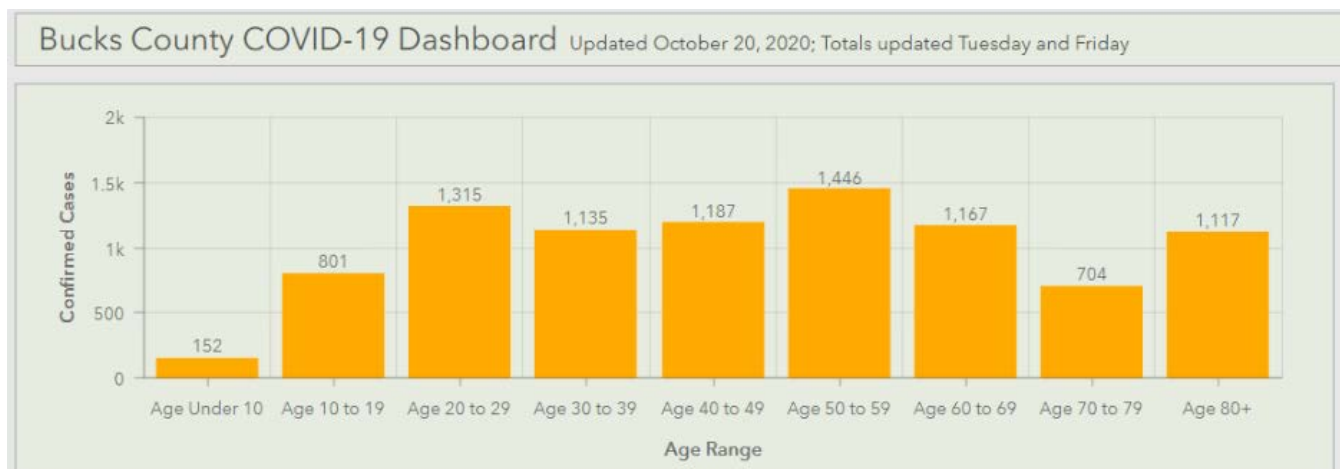 Bucks County COVID-19 Dashboard Updated October 20, 2020; Totals updated Tuesday and Friday
2k
1.5k
1k
500
0
Confirmed Cases
152
801
1,315
1,135
1,187
1,446
1,167
704
1,117
Age Under 10
Age 10 to 19
Age 20 to 29
Age 30 to 39
Age 40 to 49
Age 50 to 59
Age 60 to 69
Age 70 to 79
Age 80+
Age Range